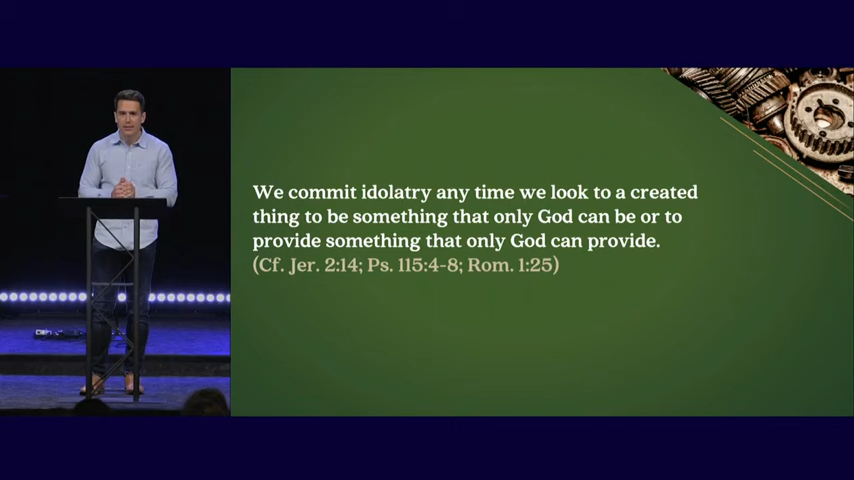 We commit idolatry any time we look to a created
thing to be something that only God can be or to
provide something that only God can provide.
(Cf. Jer. 2:14; Ps. 115:4-8; Rom. 1:25)